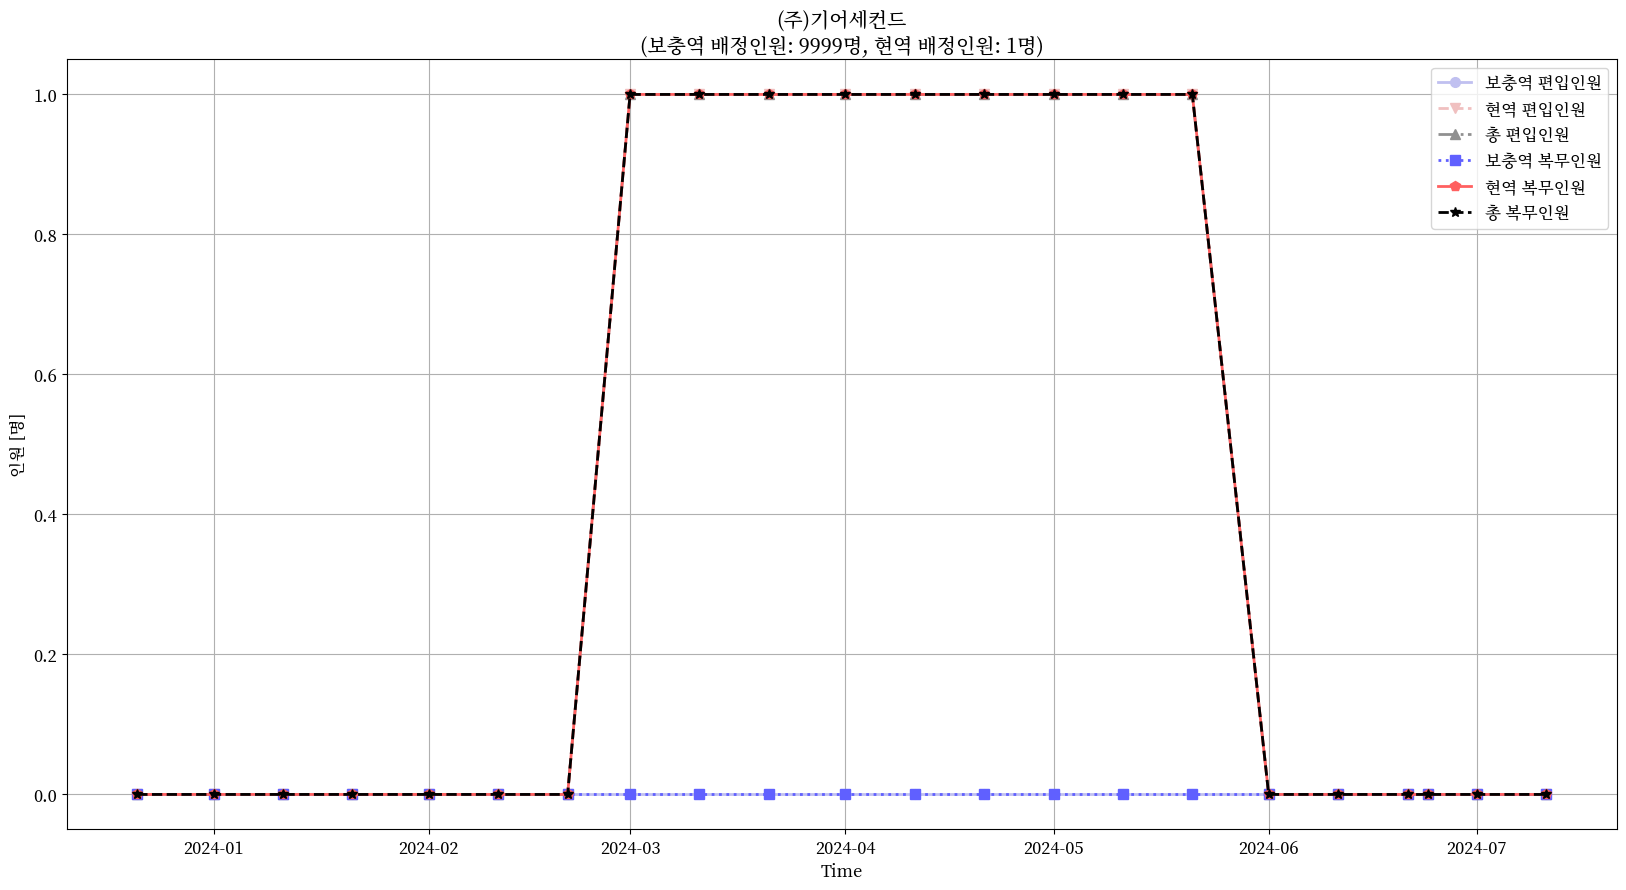 (주)기어세컨드
(보충역 배정인원: 9999명, 현역 배정인원: 1명)
보충역 편입인원
현역 편입인원
총 편입인원
보충역 복무인원
현역 복무인원
총 복무인원
1.0
0.8
0.6
0.4
0.2
0.0
인원 [명]
2024-01
2024-02
2024-03
2024-04
2024-05
2024-06
2024-07
Time